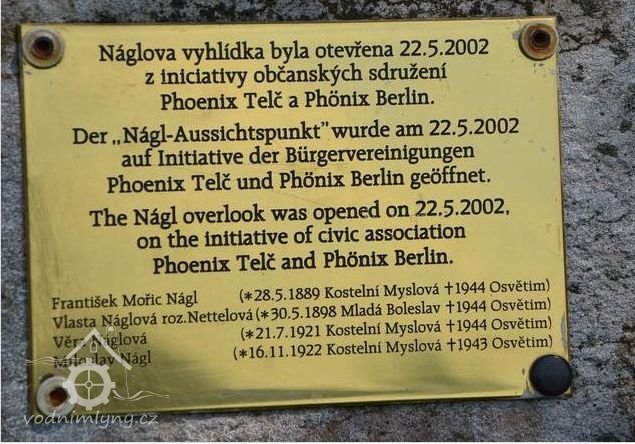 Náglova vyhlídka byla otevřena 22.5.2002
z iniciativy občanských sdružení
Phoenix Telč a Phönix Berlin.
Der „Nágl-Aussichtspunkt" wurde am 22.5.2002
auf Initiative der Bürgervereinigungen
Phoenix Telč und Phönix Berlin geöffnet.
The Nágl overlook was opened on 22.5.2002,
on the initiative of civic association
Phoenix Telč and Phönix Berlin.
František Mořic Nágl (*28.5.1889 Kostelní Myslová †1944 Osvětim)
Vlasta Náglová roz.Nettelová (*30.5.1898 Mladá Boleslav †1944 Osvětim)
Věra Náglová (*21.7.1921 Kostelní Myslová †1944 Osvětim)
Miloslav Nágl (*16.11.1922 Kostelní Myslová †1943 Osvětim)
vodnimlyny.cz